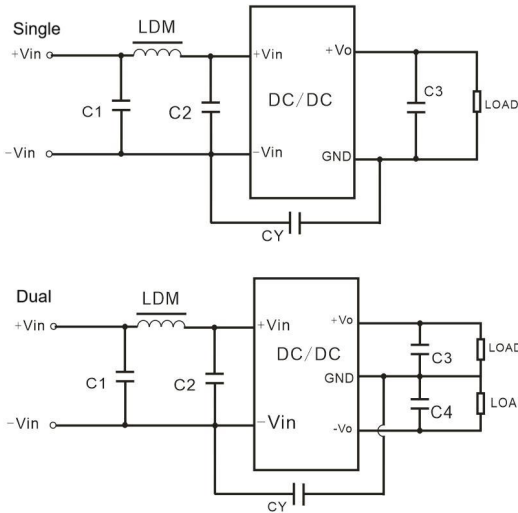 Single
LDM
+Vin
+Vin
+Vo
C1
C2
DC/DC
C3
LOAD
-Vin
-Vin
GND
CY
Dual
LDM
+Vin
+Vin
+Vo
C1
C2
DC/DC
C3
LOAD
GND
C4
LOA
-Vin
-Vin
-Vo
CY